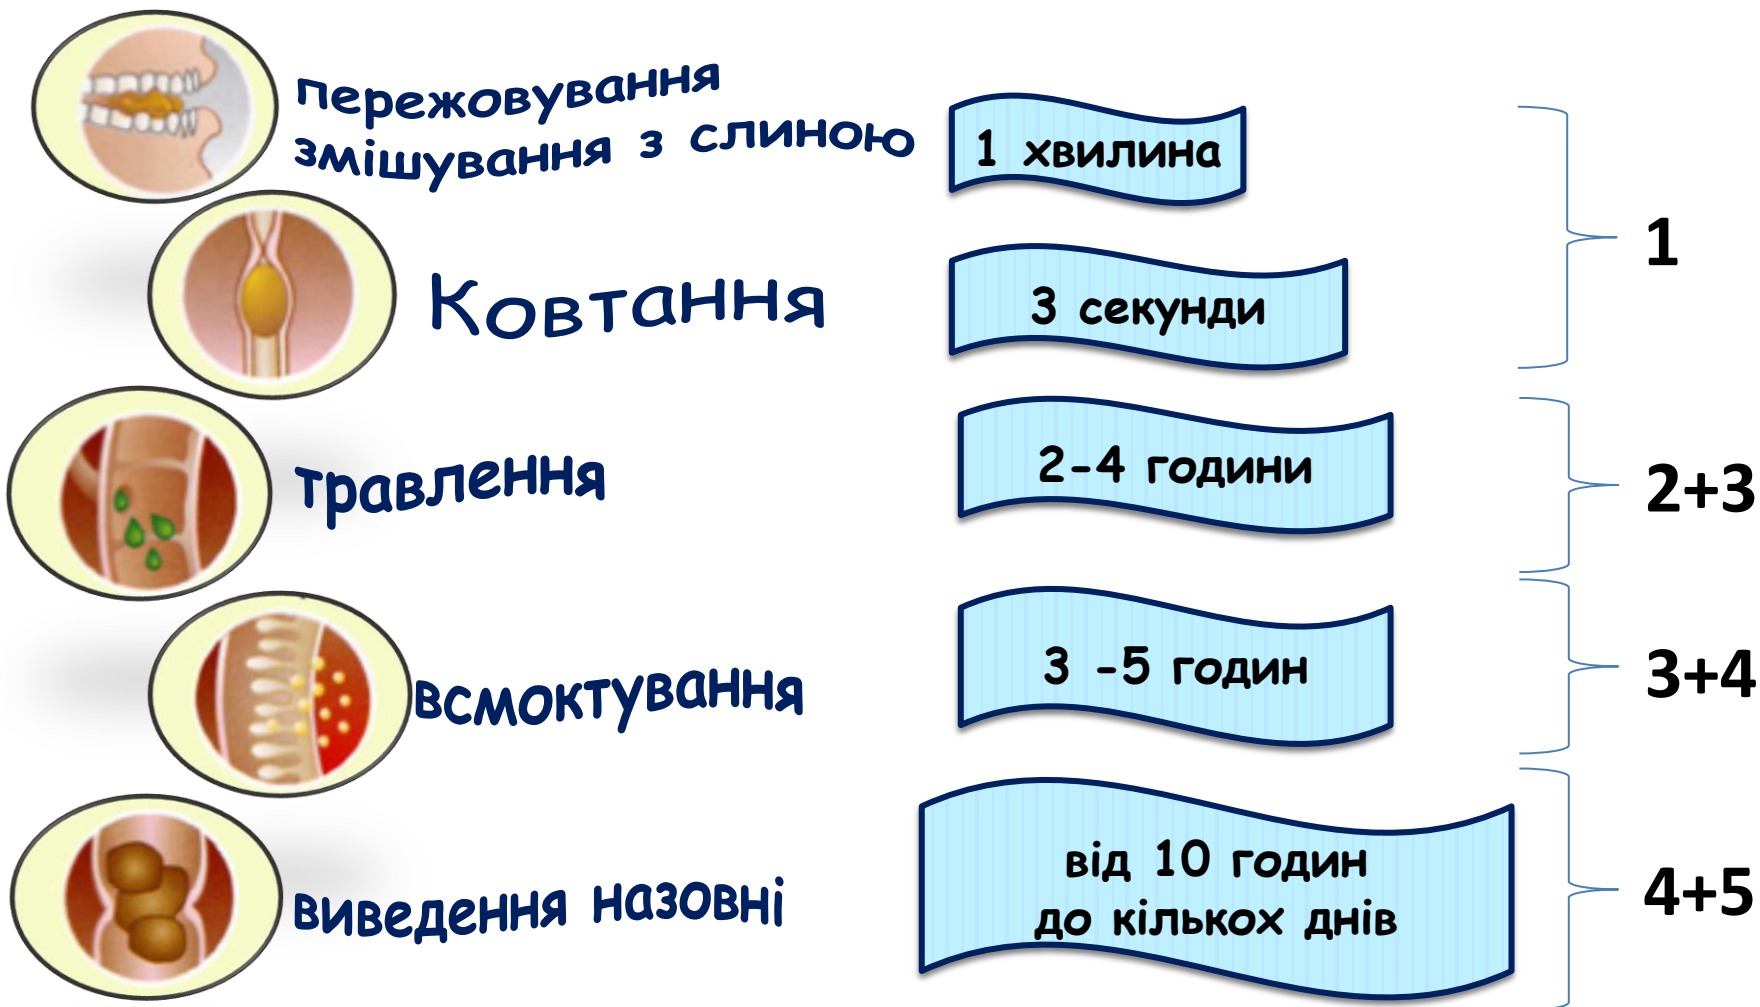 пережовування
змішування з слиною
1 хвилина
1
Ковтання
3 секунди
травлення
2-4 години
2+3
всмоктування
3 -5 годин
3+4
виведення назовні
від 10 годин
до кількох днів
4+5